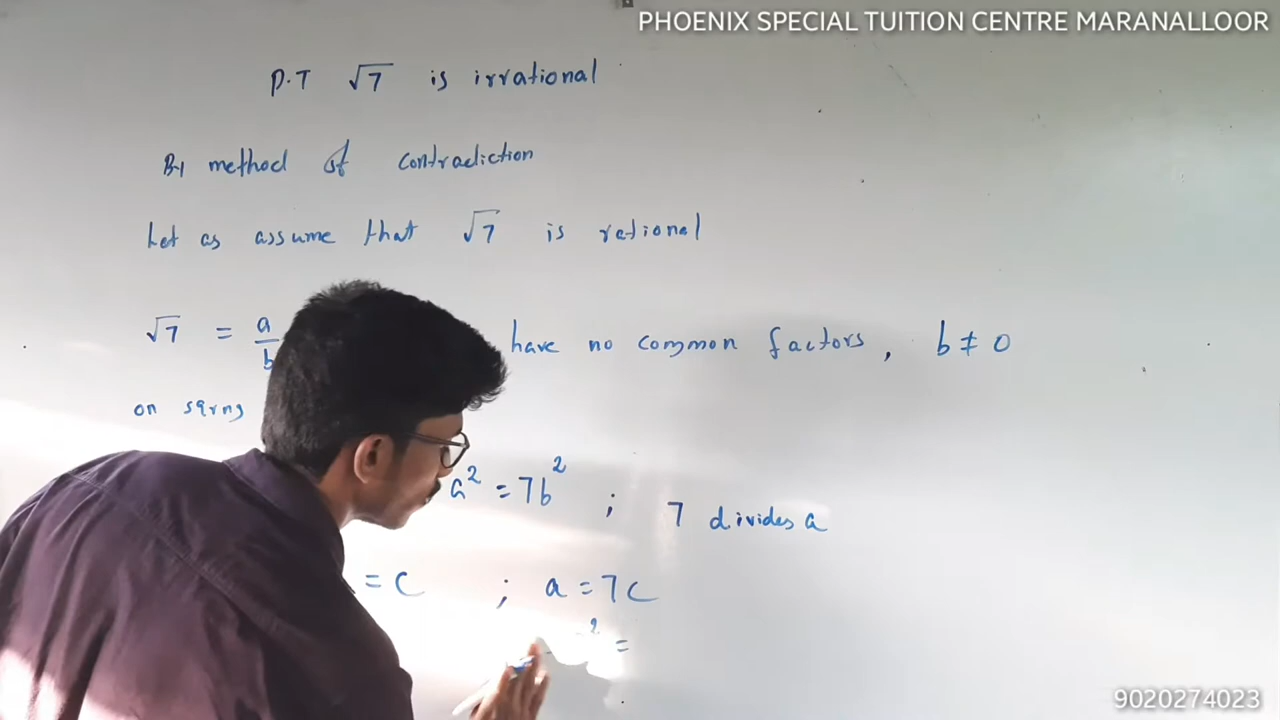 PHOENIX SPECIAL TUITION CENTRE MARANALLOOR
P.T √7 is irrational
By method of contradiction
Let as assume that √7 is rational
√7 = a/b have no common factors, b ≠ 0
on sqrng
a² = 7b² ; 7 divides a
= c ; a = 7c
² =
9020274023